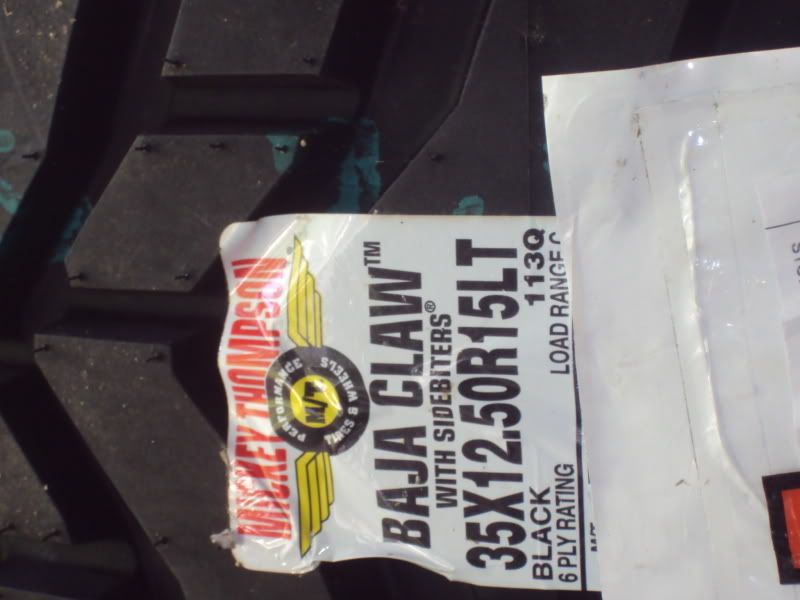 MICKEY THOMPSON®
PERFORMANCE
TIRES & WHEELS
M/T
BAJA CLAW™
WITH SIDEBITERS®
35X12.50R15LT
BLACK 113Q
6 PLY RATING LOAD RANGE C